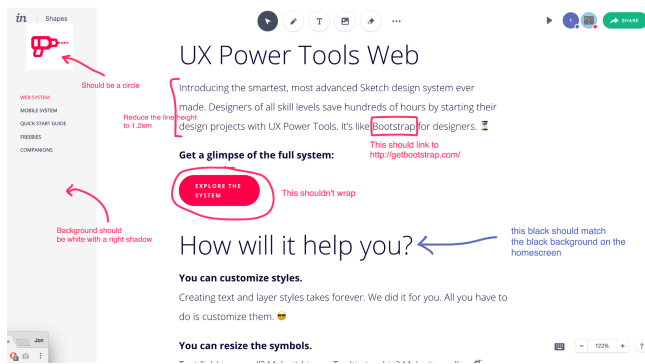 in Shapes
T
SHARE
UX Power Tools Web
Should be a circle
Introducing the smartest, most advanced Sketch design system ever
made. Designers of all skill levels save hundreds of hours by starting their
design projects with UX Power Tools. It's like Bootstrap for designers. ⏳
WEB SYSTEM
MOBILE SYSTEM
QUICK START GUIDE
FREEBIES
COMPANIONS
Reduce the line height
to 1.2em
This should link to
http://getbootstrap.com/
Get a glimpse of the full system:
EXPLORE THE
SYSTEM
This shouldn't wrap
Background should
be white with a right shadow
How will it help you?
this black should match
the black background on the
homescreen
You can customize styles.
Creating text and layer styles takes forever. We did it for you. All you have to
do is customize them. 😎
You can resize the symbols.
Jon
122%
?